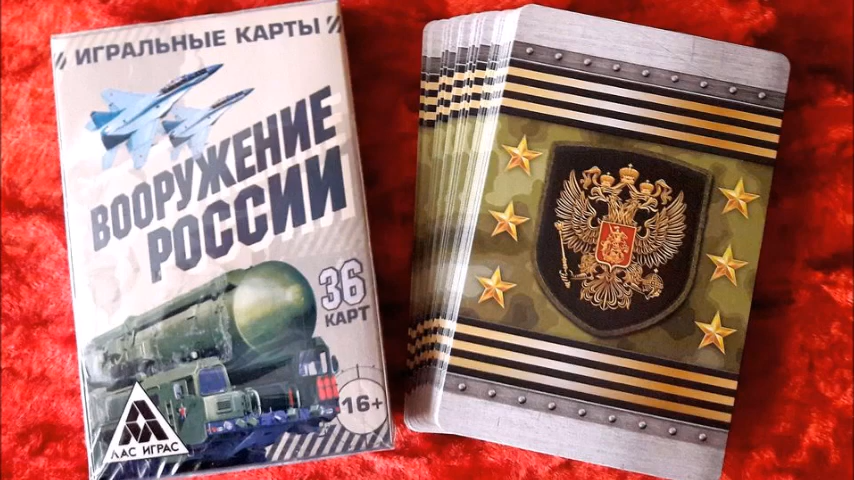 ИГРАЛЬНЫЕ КАРТЫ
ВООРУЖЕНИЕ
РОССИИ
36
КАРТ
16+
ЛАС ИГРАС